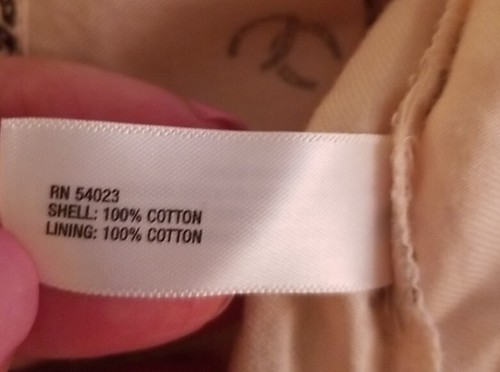 RN 54023
SHELL: 100% COTTON
LINING: 100% COTTON